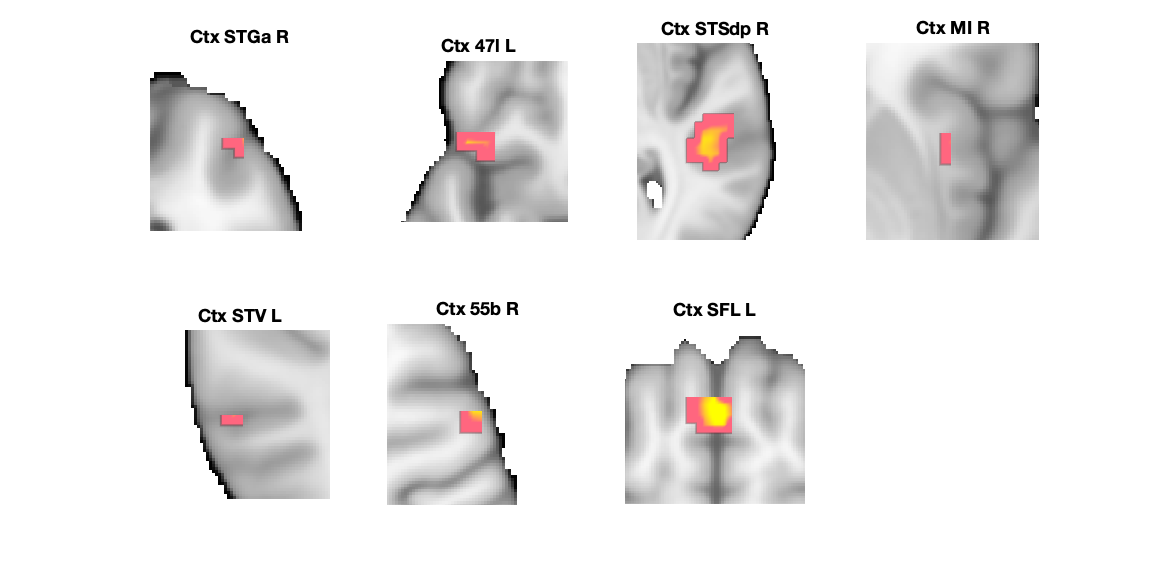 Ctx STGa R
Ctx 47l L
Ctx STSdp R
Ctx MI R
Ctx STV L
Ctx 55b R
Ctx SFL L